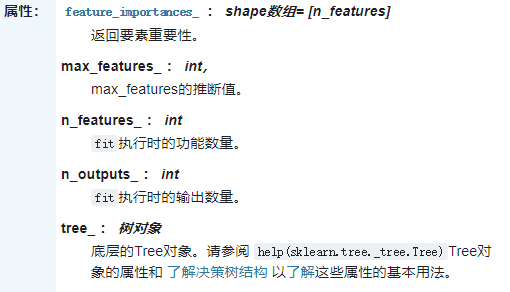 属性： feature_importances_ ： shape数组= [n_features]
返回要素重要性。
max_features_ ： int，
max_features的推断值。
n_features_ ： int
fit 执行时的功能数量。
n_outputs_ ： int
fit 执行时的输出数量。
tree_ ： 树对象
底层的Tree对象。请参阅 help(sklearn.tree._tree.Tree) Tree对
象的属性和 了解决策树结构 以了解这些属性的基本用法。